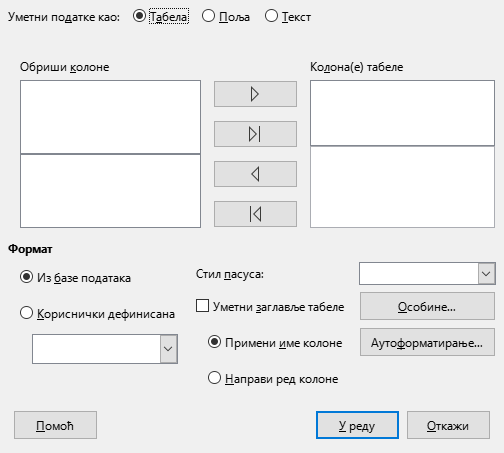 Уметни податке као: Табела Поља Текст
Обриши колоне Колона(е) табеле
Формат
Из базе података Стил пасуса:
Кориснички дефинисана Уметни заглавље табеле Особине...
Примени име колоне Аутоформатирање...
Направи ред колоне
Помоћ У реду Откажи